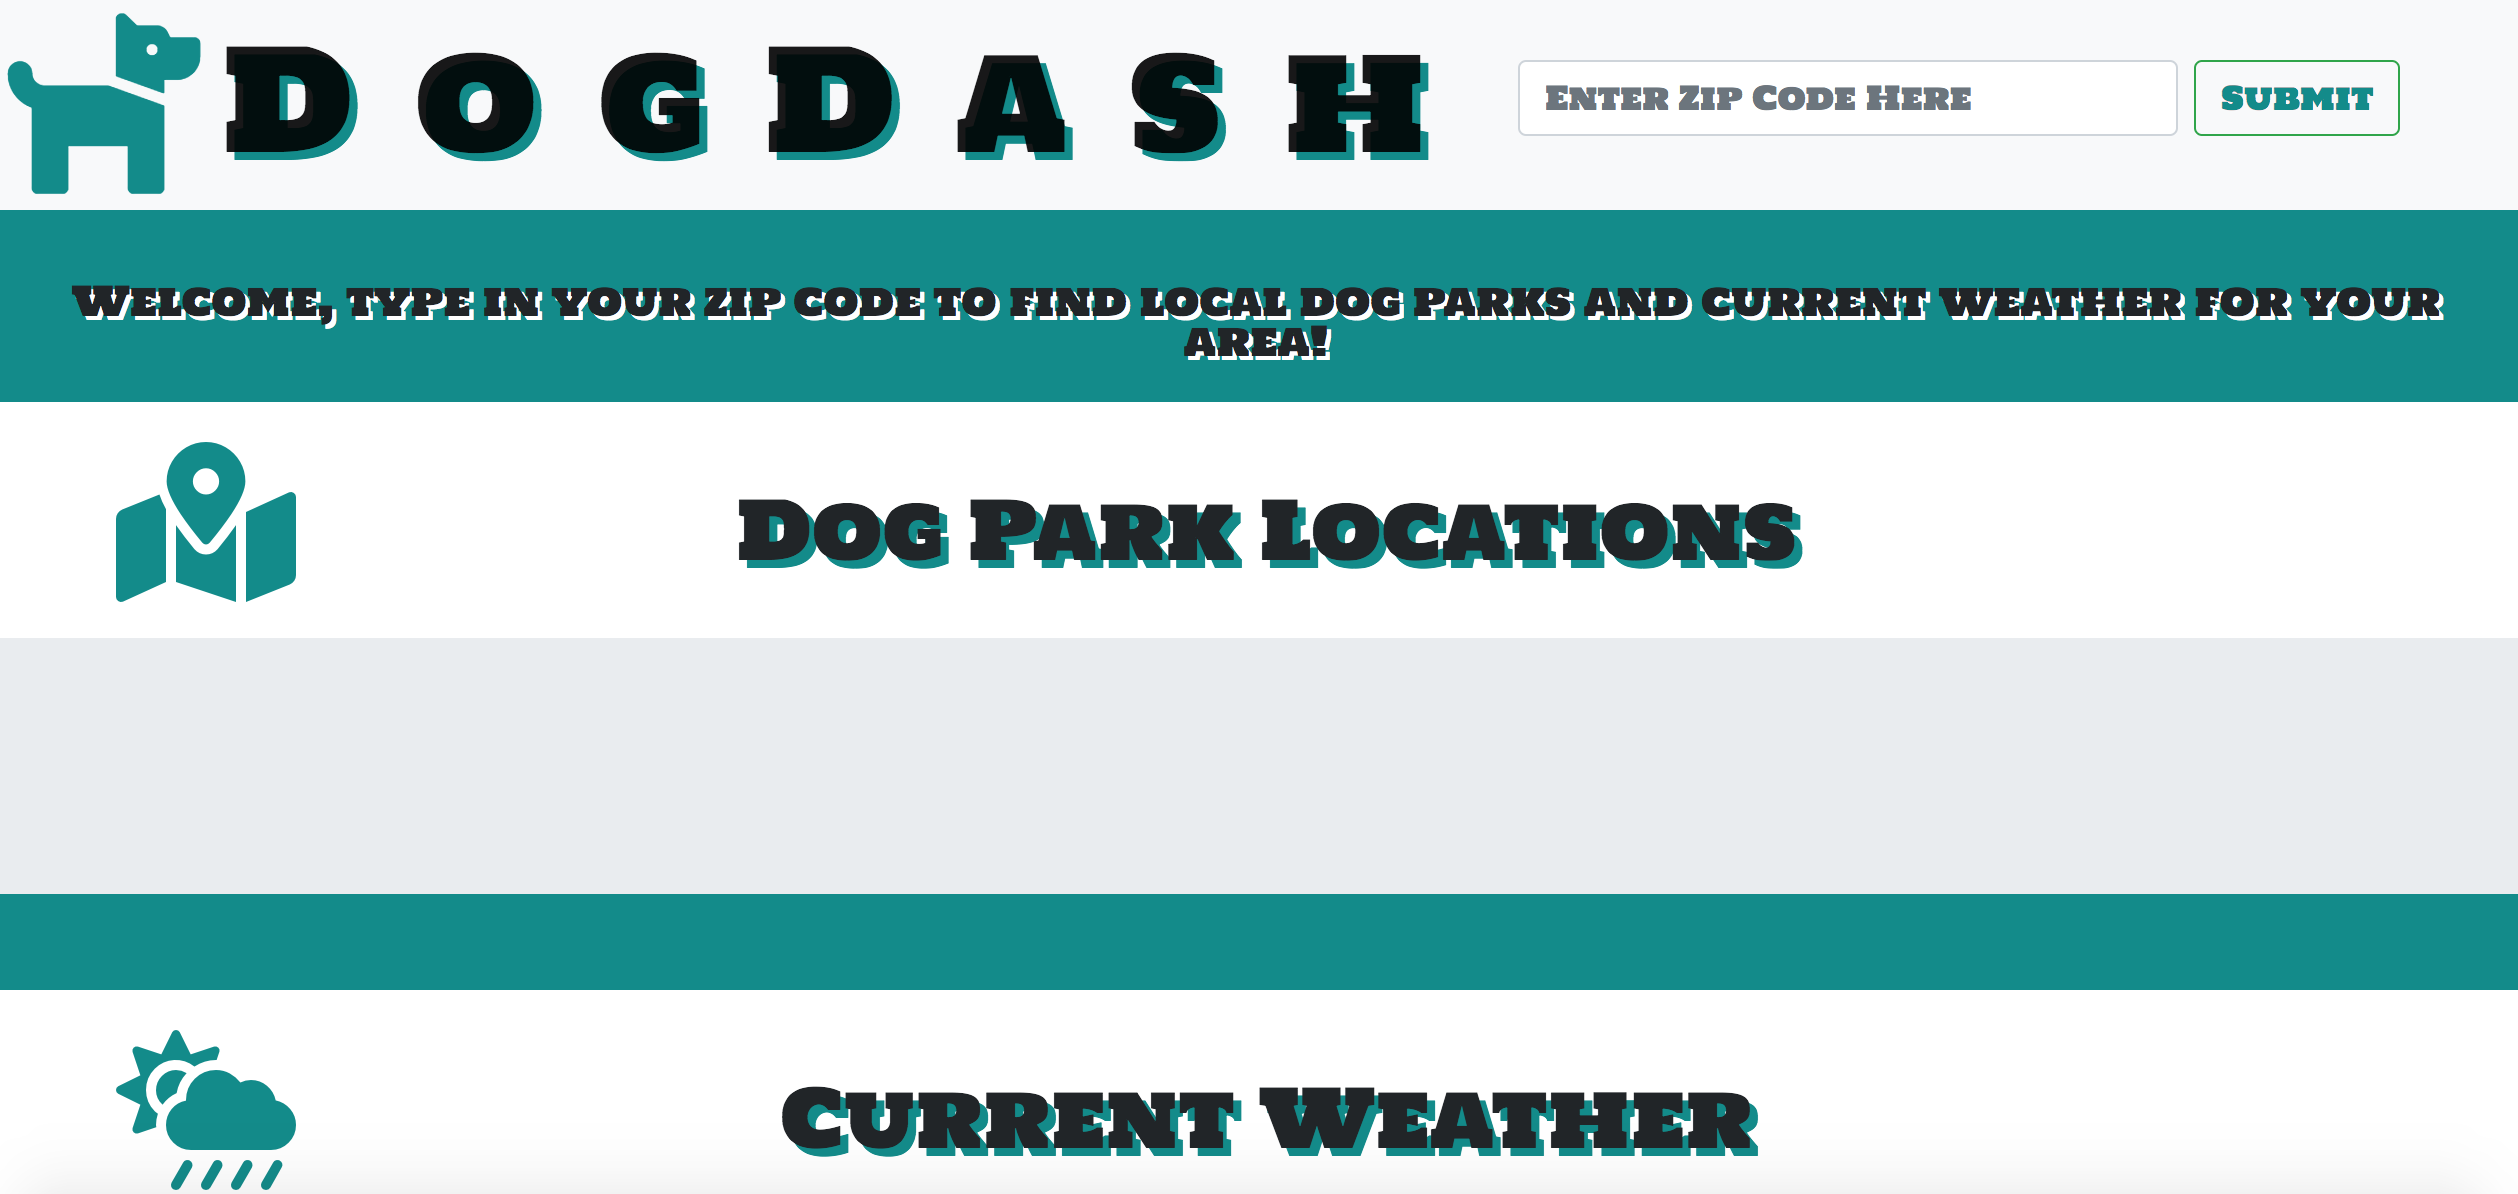 DogDash
Enter Zip Code Here
Submit
Welcome, type in your zip code to find local dog parks and current weather for your
area!
Dog Park Locations
Current Weather